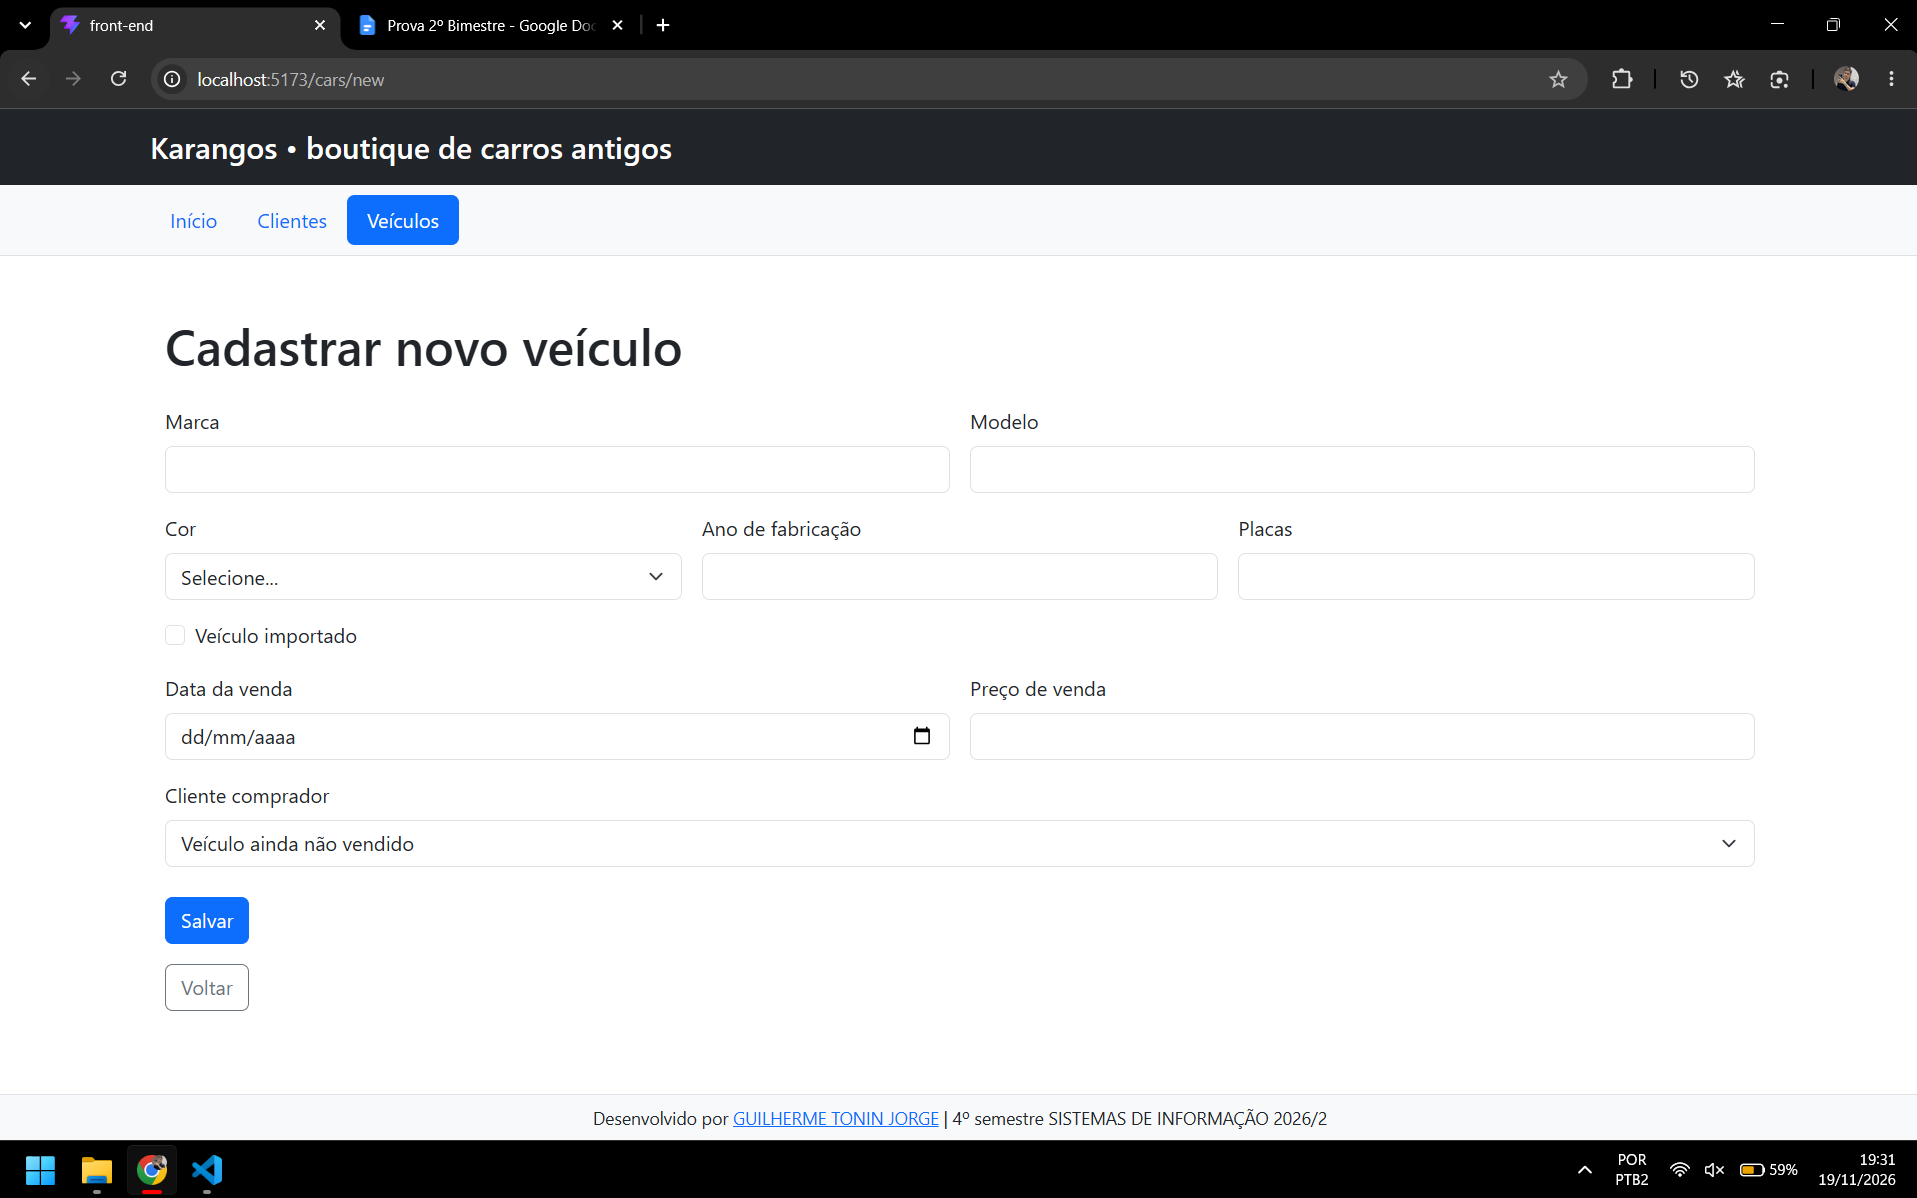 front-end
Prova 2º Bimestre - Google Doc
localhost:5173/cars/new
Karangos • boutique de carros antigos
Início Clientes Veículos
Cadastrar novo veículo
Marca Modelo
Cor Ano de fabricação Placas
Selecione...
Veículo importado
Data da venda Preço de venda
dd/mm/aaaa
Cliente comprador
Veículo ainda não vendido
Salvar
Voltar
Desenvolvido por GUILHERME TONIN JORGE | 4º semestre SISTEMAS DE INFORMAÇÃO 2026/2
POR
PTB2
59%
19:31
19/11/2026